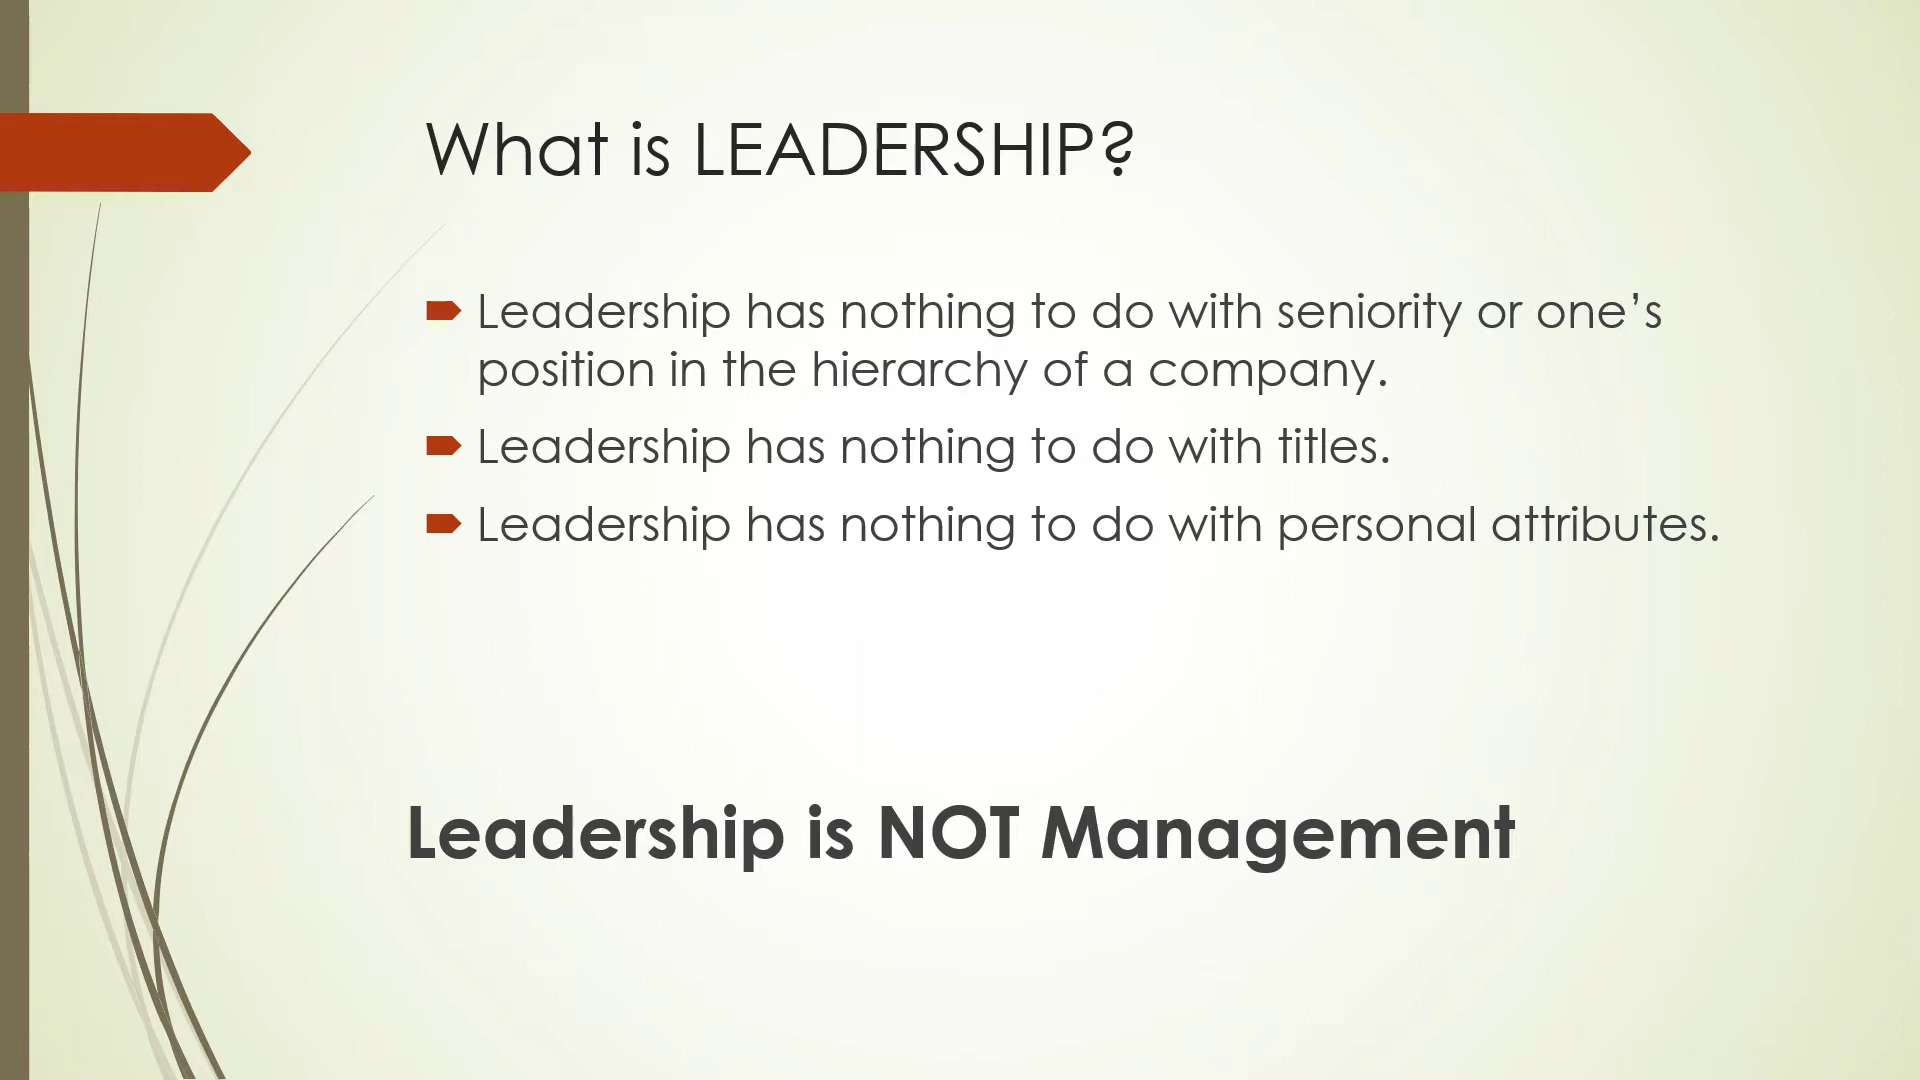 What is LEADERSHIP?
Leadership has nothing to do with seniority or one’s
position in the hierarchy of a company.
Leadership has nothing to do with titles.
Leadership has nothing to do with personal attributes.
Leadership is NOT Management